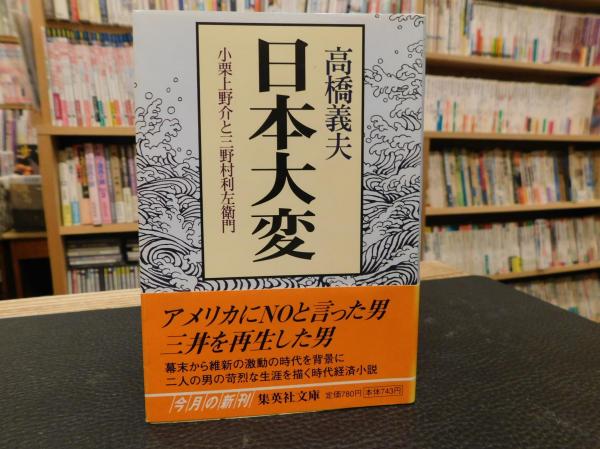 高橋義夫
日本大変
小栗上野介と三野村利左衛門
アメリカにNOと言った男
三井を再生した男
幕末から維新の激動の時代を背景に
二人の男の苛烈な生涯を描く時代経済小説
今月の新刊 集英社文庫 定価780円 本体743円